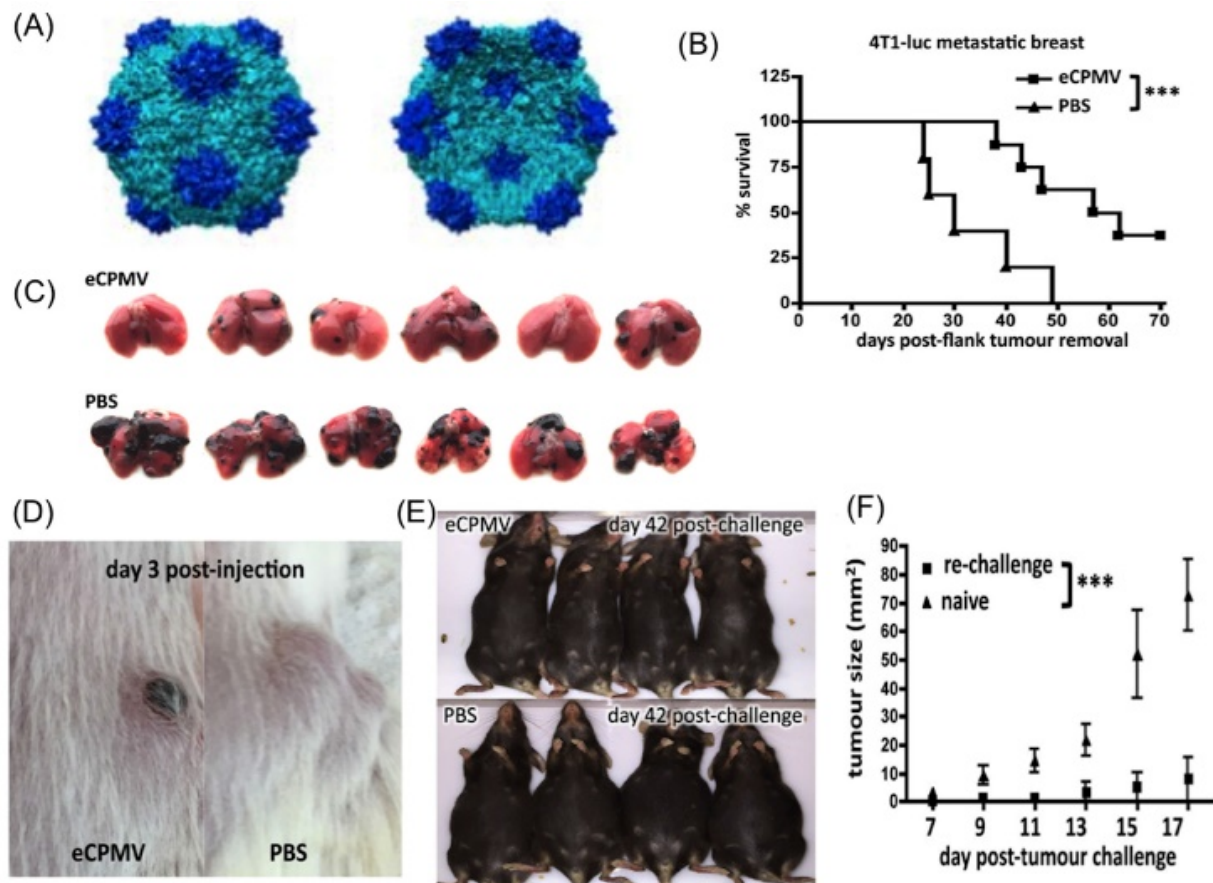 (A)
(B)
4T1-luc metastatic breast
eCPMV
PBS
***
125
100
75
50
25
0
% survival
0 10 20 30 40 50 60 70
days post-flank tumour removal
(C)
eCPMV
PBS
(D)
day 3 post-injection
eCPMV PBS
(E)
eCPMV day 42 post-challenge
PBS day 42 post-challenge
(F)
re-challenge
naive
***
90
80
70
60
50
40
30
20
10
0
tumour size (mm²)
7 9 11 13 15 17
day post-tumour challenge